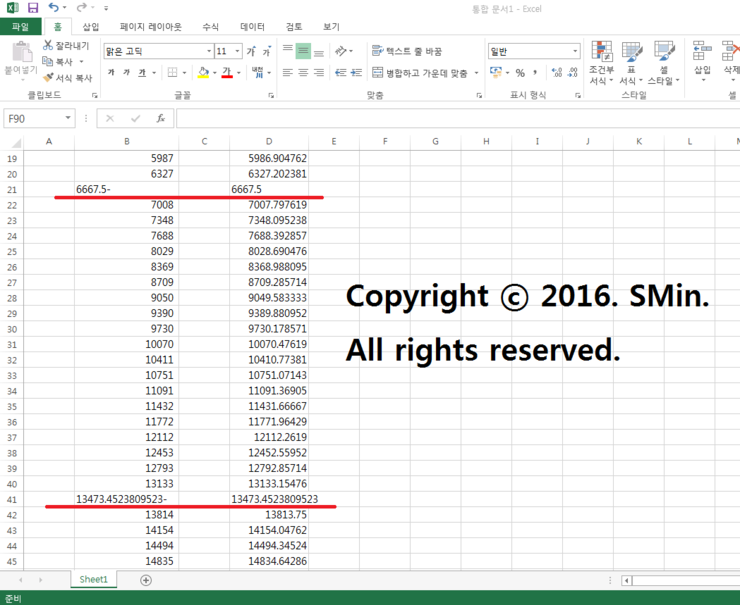 통합 문서1 - Excel
파일 홈 삽입 페이지 레이아웃 수식 데이터 검토 보기
붙여넣기 잘라내기 복사 서식 복사
맑은 고딕 11 가 가
가 가 가 가
텍스트 줄 바꿈
병합하고 가운데 맞춤
일반
% ,
조건부 서식 표 서식 셀 스타일 삽입 삭제
클립보드 글꼴 맞춤 표시 형식 스타일 셀
F90 fx
A B C D E F G H I J K L
19 5987 5986.904762
20 6327 6327.202381
21 6667.5- 6667.5
22 7008 7007.797619
23 7348 7348.095238
24 7688 7688.392857
25 8029 8028.690476
26 8369 8368.988095
27 8709 8709.285714
28 9050 9049.583333
29 9390 9389.880952
30 9730 9730.178571
31 10070 10070.47619
32 10411 10410.77381
33 10751 10751.07143
34 11091 11091.36905
35 11432 11431.66667
36 11772 11771.96429
37 12112 12112.2619
38 12453 12452.55952
39 12793 12792.85714
40 13133 13133.15476
41 13473.4523809523- 13473.4523809523
42 13814 13813.75
43 14154 14154.04762
44 14494 14494.34524
45 14835 14834.64286
Copyright ⓒ 2016. SMin.
All rights reserved.
Sheet1
준비